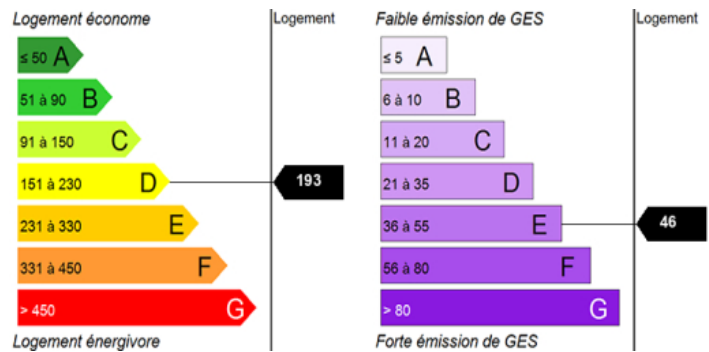 Logement économe
Logement
≤ 50 A
51 à 90 B
91 à 150 C
151 à 230 D
193
231 à 330 E
331 à 450 F
> 450 G
Logement énergivore
Faible émission de GES
Logement
≤ 5 A
6 à 10 B
11 à 20 C
21 à 35 D
36 à 55 E
46
56 à 80 F
> 80 G
Forte émission de GES